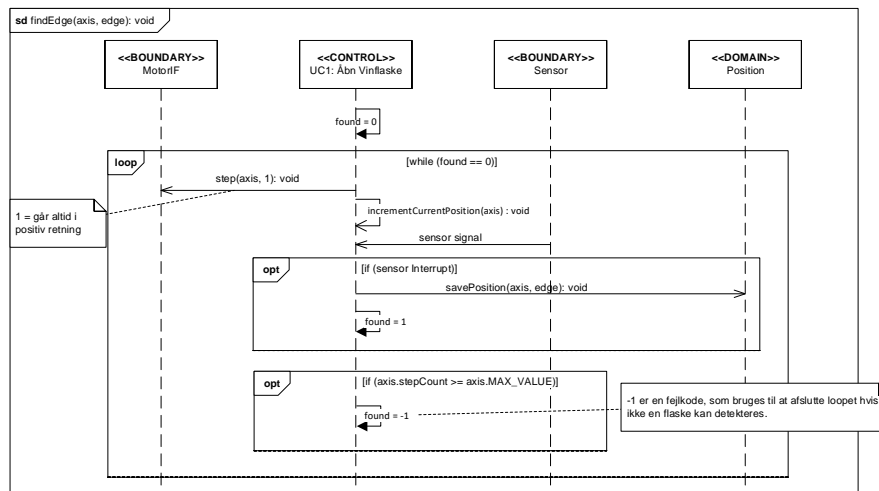 sd findEdge(axis, edge): void
<<BOUNDARY>>
MotorIF
<<CONTROL>>
UC1: Åbn Vinflaske
<<BOUNDARY>>
Sensor
<<DOMAIN>>
Position
found = 0
loop
[while (found == 0)]
step(axis, 1): void
1 = går altid i
positiv retning
incrementCurrentPosition(axis) : void
sensor signal
opt
[if (sensor Interrupt)]
savePosition(axis, edge): void
found = 1
opt
[if (axis.stepCount >= axis.MAX_VALUE)]
found = -1
-1 er en fejlkode, som bruges til at afslutte loopet hvis
ikke en flaske kan detekteres.